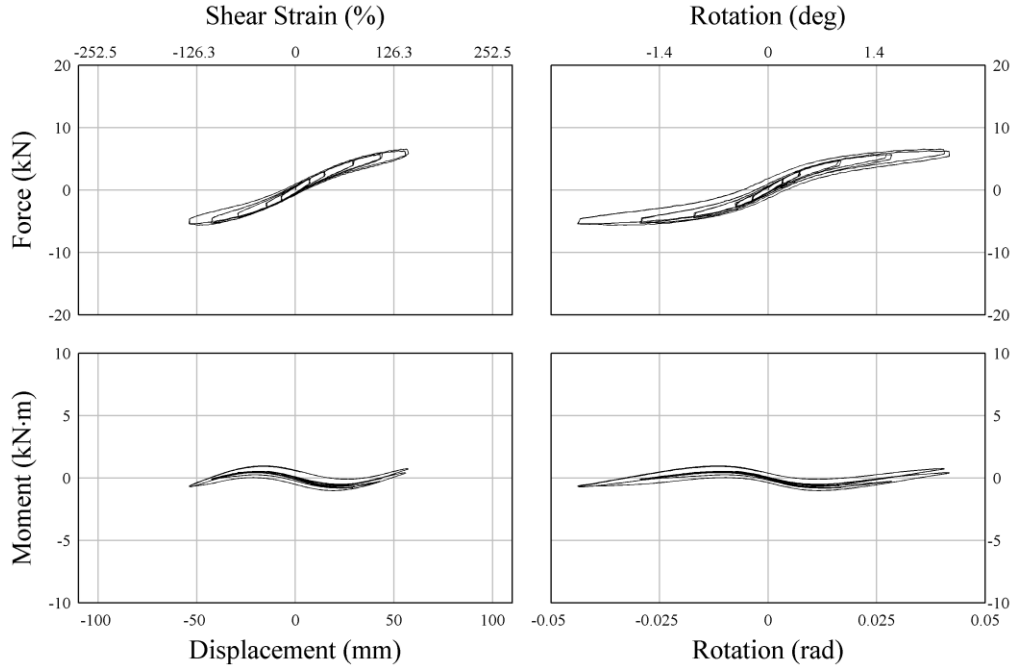 Shear Strain (%) Rotation (deg)
-252.5 -126.3 0 126.3 252.5 -1.4 0 1.4
20 20
10 10
0 0
-10 -10
-20 -20
Force (kN)
10 10
5 5
0 0
-5 -5
-10 -10
Moment (kN·m)
-100 -50 0 50 100 -0.05 -0.025 0 0.025 0.05
Displacement (mm) Rotation (rad)